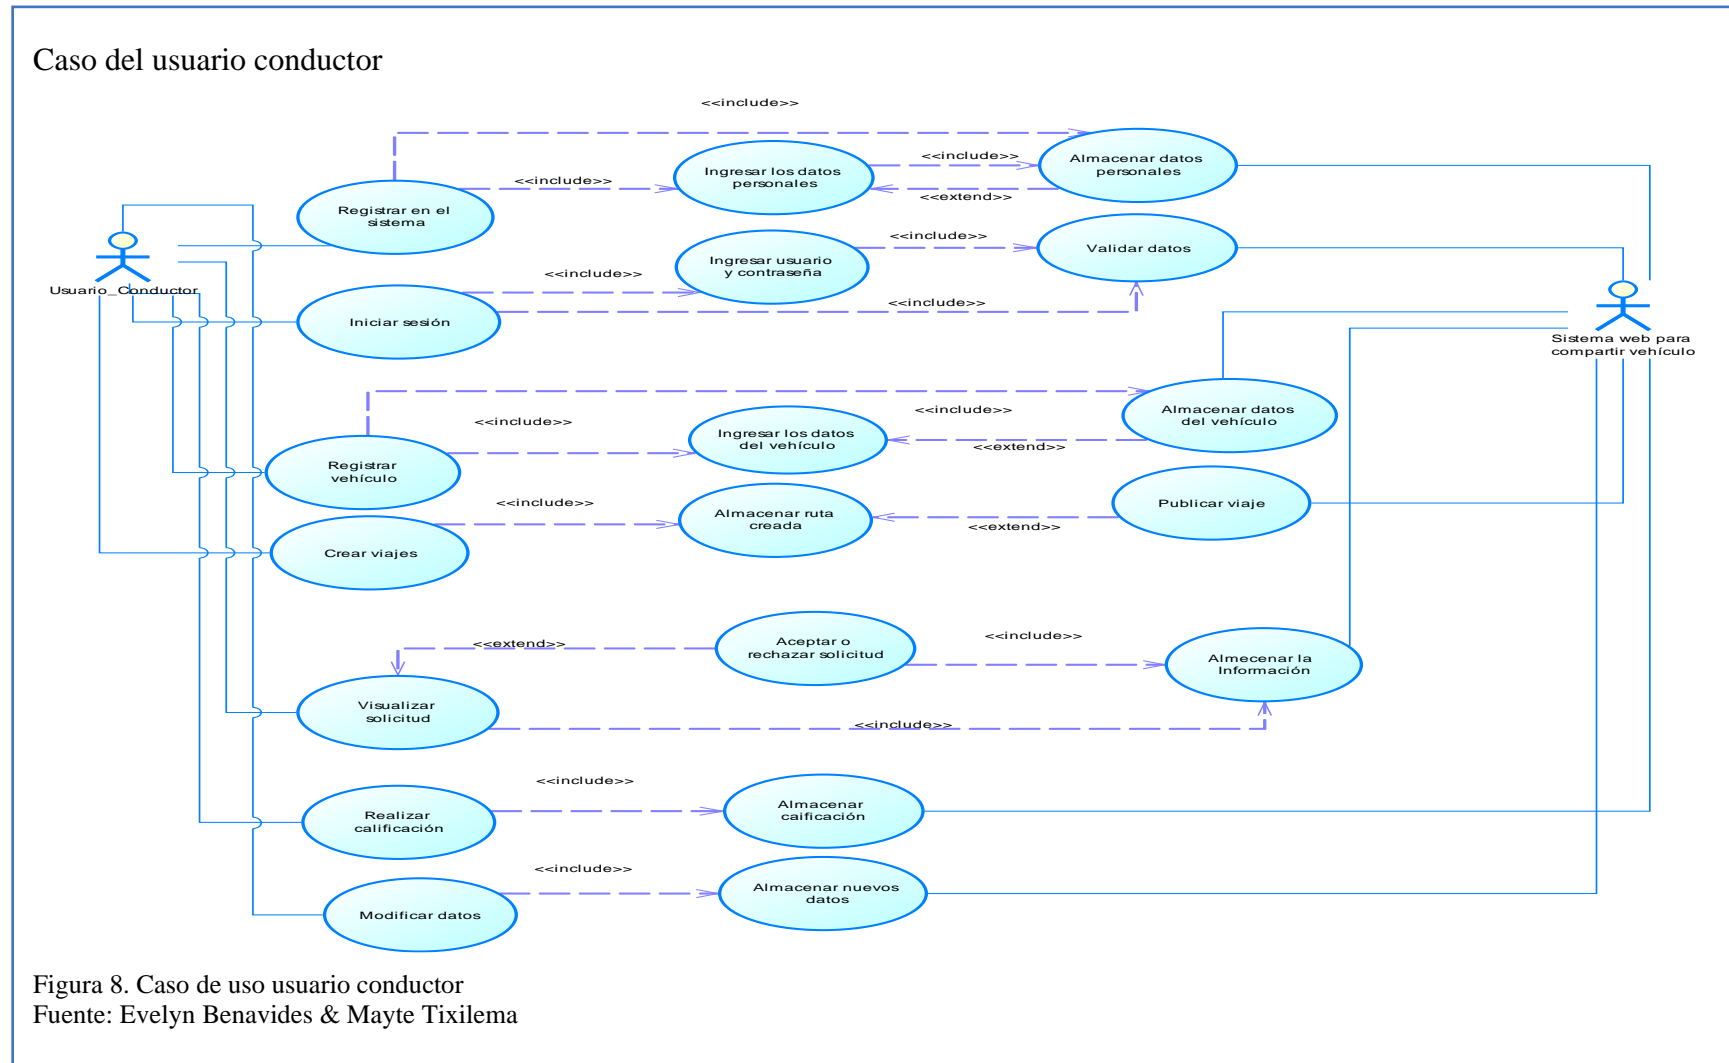 Caso del usuario conductor
<<include>>
Almacenar datos
personales
<<include>>
Ingresar los datos
personales
<<include>>
<<extend>>
Registrar en el
sistema
<<include>>
Validar datos
Ingresar usuario
y contraseña
<<include>>
Usuario_Conductor
<<include>>
Iniciar sesión
Sistema web para
compartir vehículo
<<include>>
Almacenar datos
del vehículo
<<include>>
Ingresar los datos
del vehículo
<<extend>>
Registrar
vehículo
<<include>>
Publicar viaje
Almacenar ruta
creada
<<extend>>
Crear viajes
<<extend>>
Aceptar o
rechazar solicitud
<<include>>
Almecenar la
Información
Visualizar
solicitud
<<include>>
<<include>>
Almacenar
caificación
Realizar
calificación
<<include>>
Almacenar nuevos
datos
Modificar datos
Figura 8. Caso de uso usuario conductor
Fuente: Evelyn Benavides & Mayte Tixilema